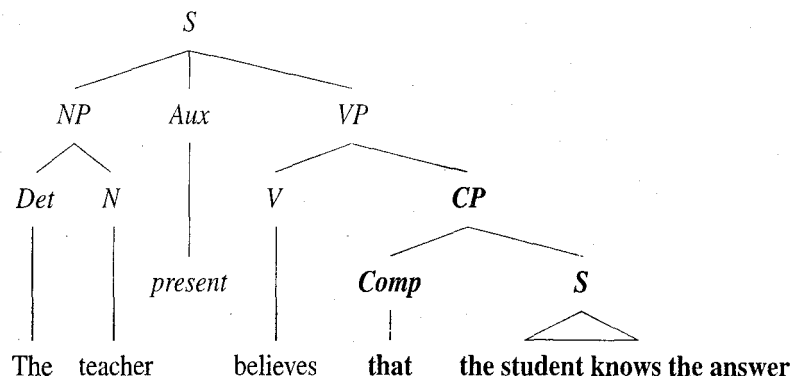 S
NP Aux VP
Det N V CP
present Comp S
The teacher believes that the student knows the answer